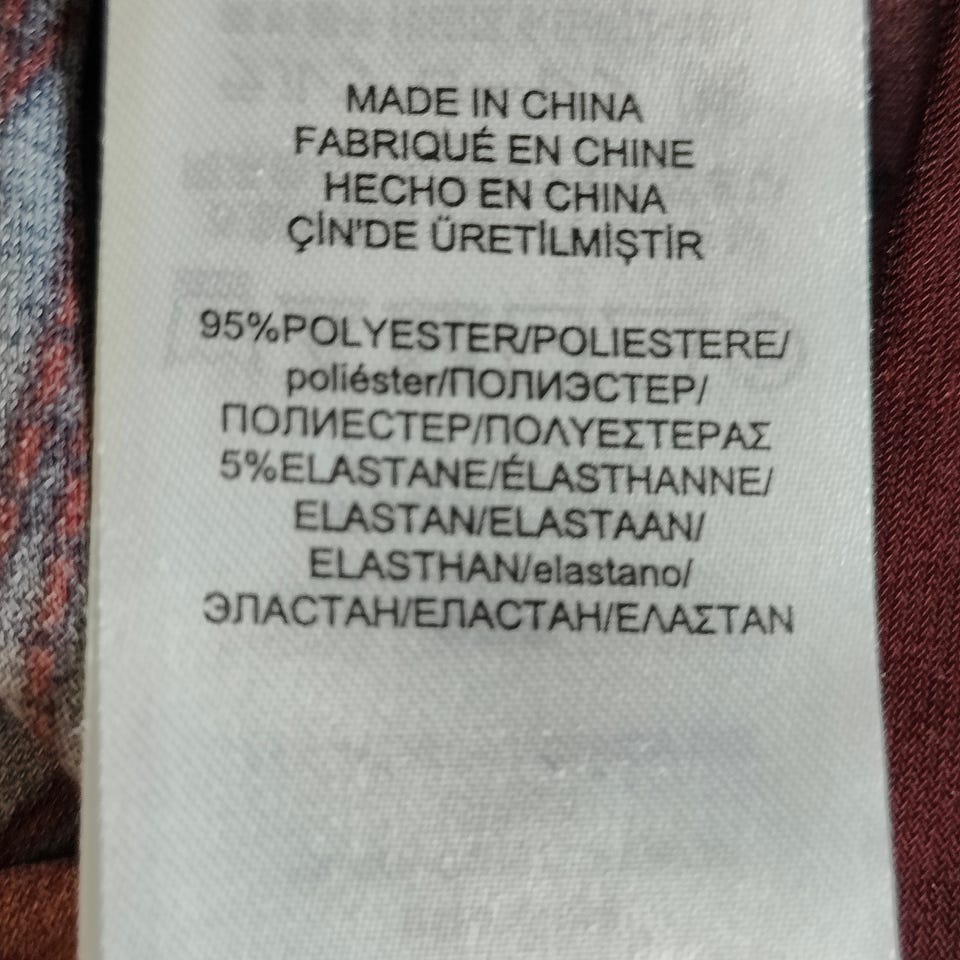 MADE IN CHINA
FABRIQUÉ EN CHINE
HECHO EN CHINA
ÇİN'DE ÜRETİLMİŞTİR
95%POLYESTER/POLIESTERE/
poliéster/ПОЛИЭСТЕР/
ПОЛИЕСТЕР/ΠΟΛΥΕΣΤΕΡΑΣ
5%ELASTANE/ÉLASTHANNE/
ELASTAN/ELASTAAN/
ELASTHAN/elastano/
ЭЛАСТАН/ЕЛАСТАН/ΕΛΑΣΤΑΝ